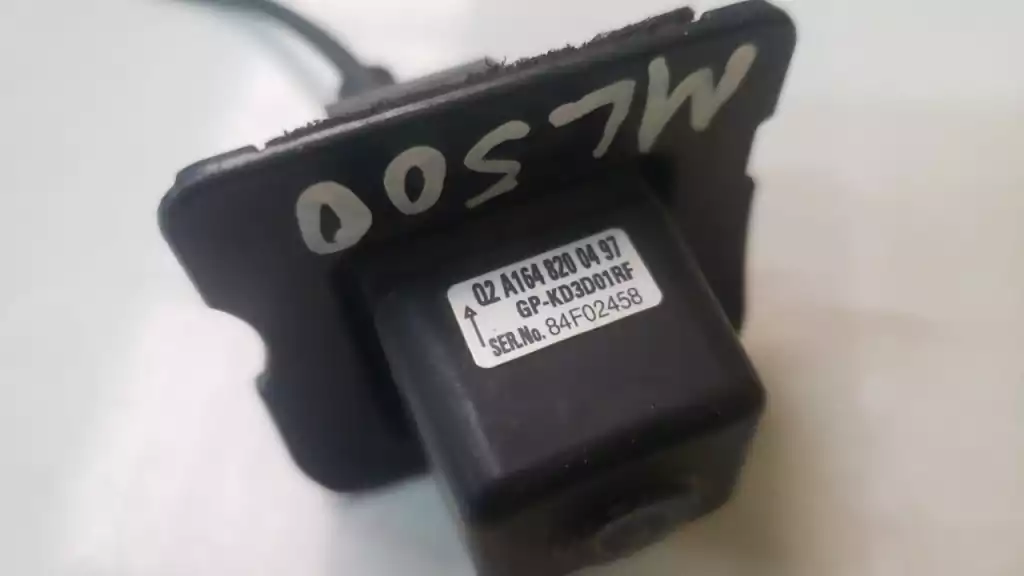 ML500
02 A164 820 04 97
GP-KD3D01RF
SER.No. 84F02458